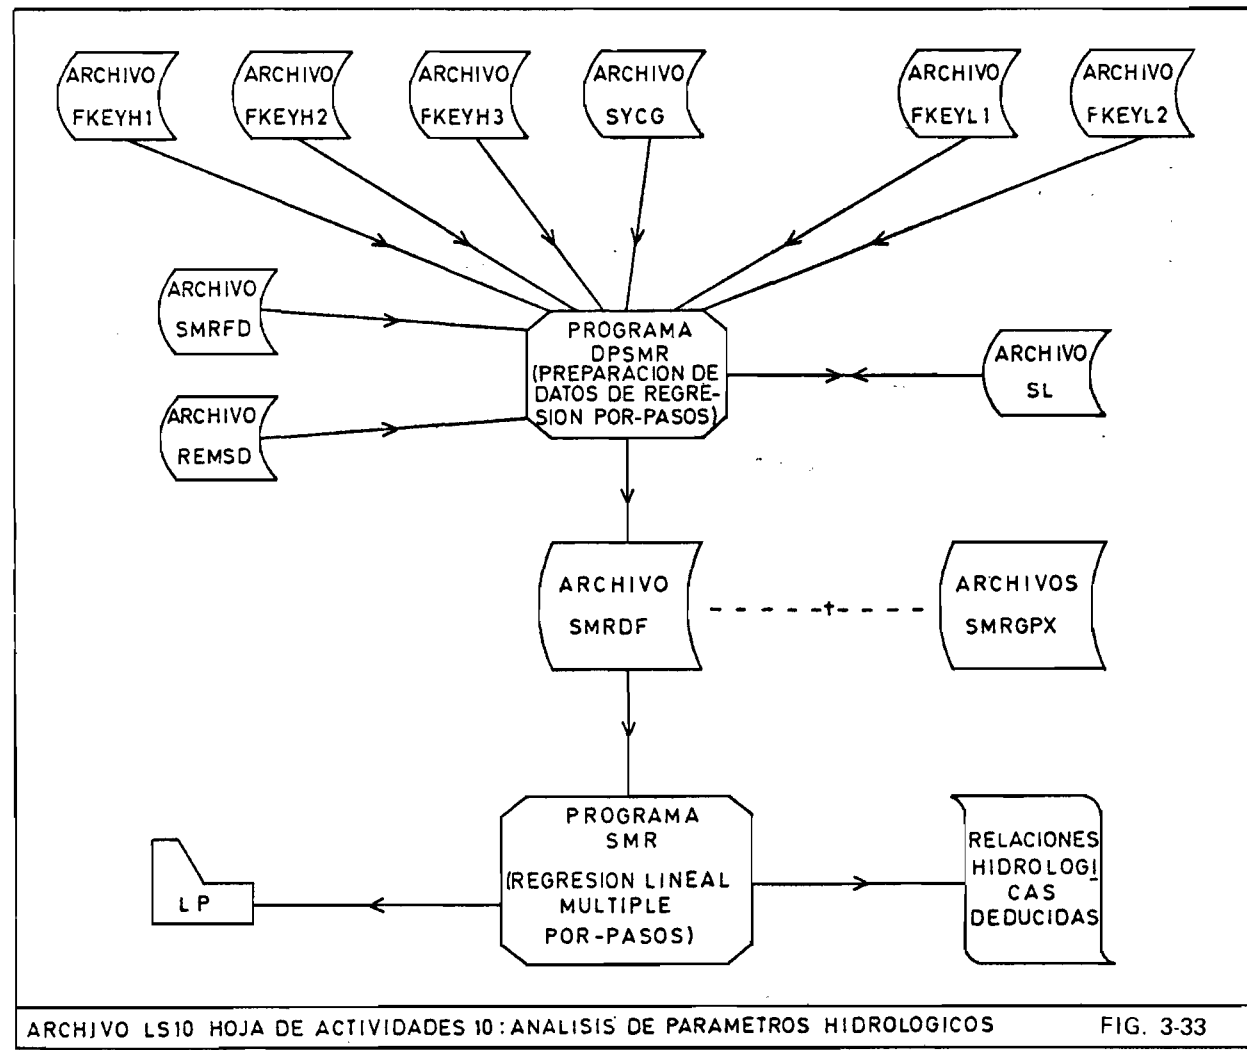 ARCHIVO
FKEYH1
ARCHIVO
FKEYH2
ARCHIVO
FKEYH3
ARCHIVO
SYCG
ARCHIVO
FKEYL1
ARCHIVO
FKEYL2
ARCHIVO
SMRFD
PROGRAMA
DPSMR
(PREPARACION DE
DATOS DE REGRE-
SION POR-PASOS)
ARCHIVO
SL
ARCHIVO
REMSD
ARCHIVO
SMRDF
ARCHIVOS
SMRGPX
PROGRAMA
SMR
(REGRESION LINEAL
MULTIPLE
POR-PASOS)
LP
RELACIONES
HIDROLOGI
CAS
DEDUCIDAS
ARCHIVO LS10 HOJA DE ACTIVIDADES 10: ANALISIS DE PARAMETROS HIDROLOGICOS FIG. 3-33